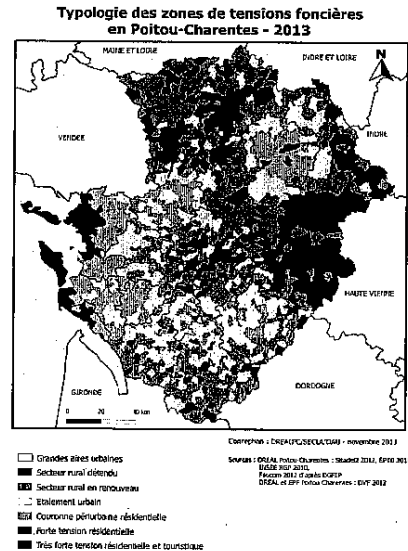 Typologie des zones de tensions foncières
en Poitou-Charentes - 2013
MAINE ET LOIRE
INDRE ET LOIRE
N
VENDEE
INDRE
HAUTE VIENNE
GIRONDE
DORDOGNE
0 20 40 km
Conception : DREAL/PC/SECLA/DAU - novembre 2013
Grandes aires urbaines
Secteur rural détendu
Secteur rural en renouveau
Etalement urbain
Couronne périurbaine résidentielle
Forte tension résidentielle
Très forte tension résidentielle et touristique
Sources : DREAL Poitou-Charentes : Sitadel2 2012,
INSEE RGP 2010,
Filocom 2011 d'après DGFIP
DREAL et EPF Poitou Charentes : DVF 2012